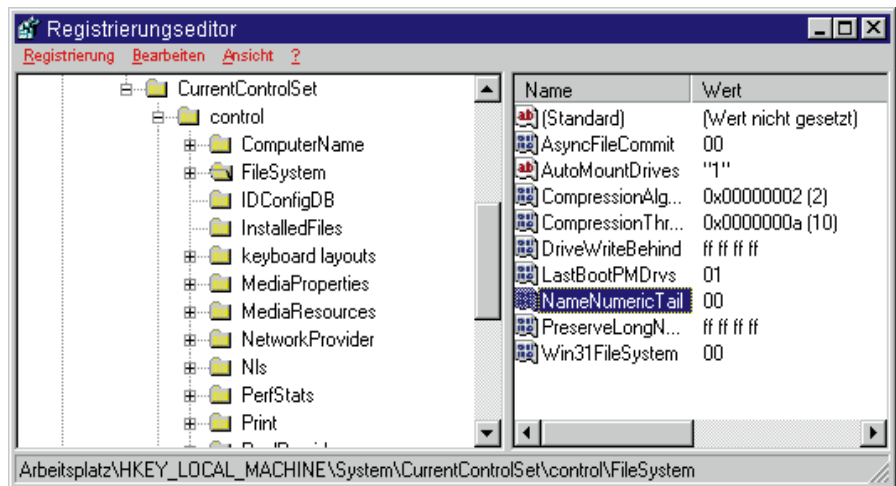 Registrierungseditor
Registrierung Bearbeiten Ansicht ?
CurrentControlSet
control
ComputerName
FileSystem
IDConfigDB
InstalledFiles
keyboard layouts
MediaProperties
MediaResources
NetworkProvider
Nls
PerfStats
Print
Name Wert
(Standard) (Wert nicht gesetzt)
AsyncFileCommit 00
AutoMountDrives "1"
CompressionAlg... 0x00000002 (2)
CompressionThr... 0x0000000a (10)
DriveWriteBehind ff ff ff ff
LastBootPMDrvs 01
NameNumericTail 00
PreserveLongN... ff ff ff ff
Win31FileSystem 00
Arbeitsplatz\HKEY_LOCAL_MACHINE\System\CurrentControlSet\control\FileSystem